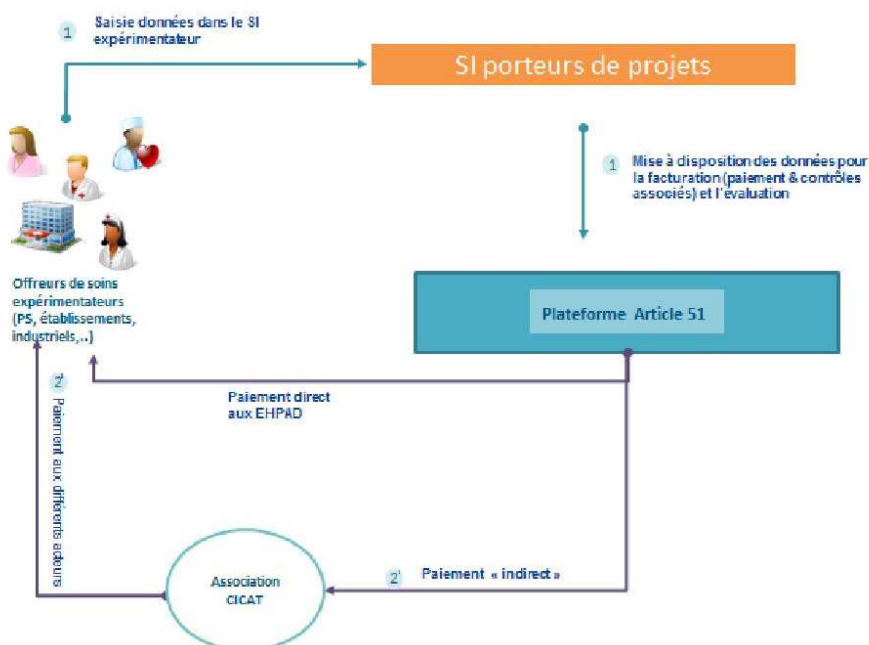 1
Saisie données dans le SI
expérimentateur
SI porteurs de projets
1
Mise à disposition des données pour
la facturation (paiement & contrôles
associés) et l'évaluation
Offreurs de soins
expérimentateurs
(PS, établissements,
industriels,..)
Plateforme Article 51
Paiement direct
aux EHPAD
2'
Paiement aux différents acteurs
Association
CICAT
2'
Paiement « indirect »